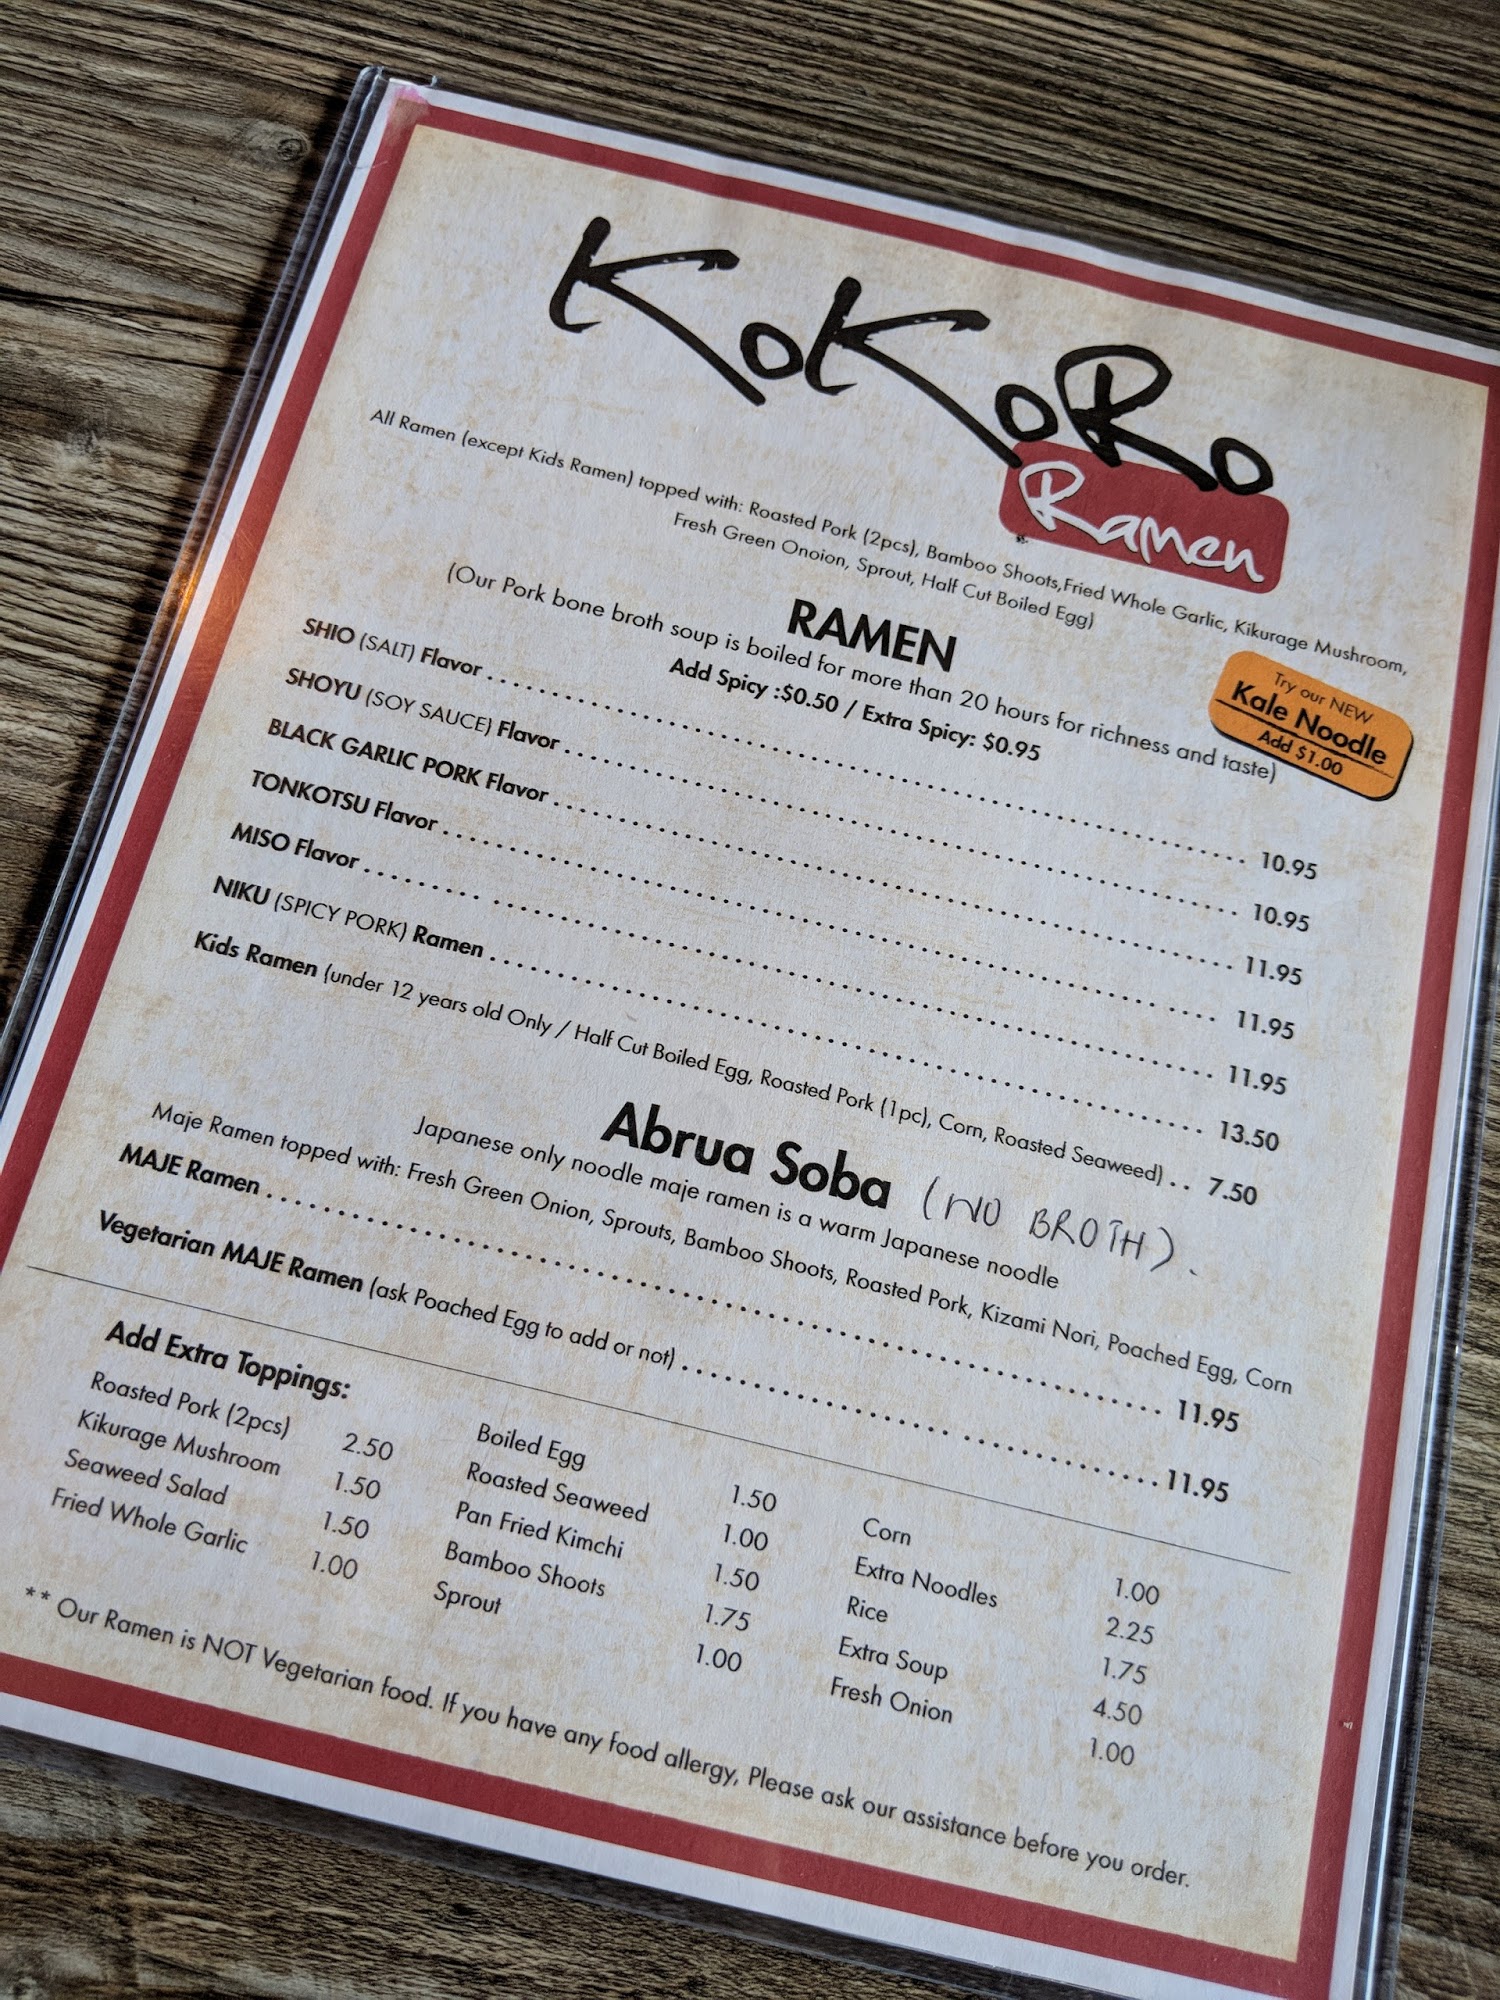 KoKoRo
Ramen
All Ramen (except Kids Ramen) topped with: Roasted Pork (2pcs), Bamboo Shoots,Fried Whole Garlic, Kikurage Mushroom,
Fresh Green Onoion, Sprout, Half Cut Boiled Egg)
RAMEN
(Our Pork bone broth soup is boiled for more than 20 hours for richness and taste)
Add Spicy :$0.50 / Extra Spicy: $0.95
Try our NEW
Kale Noodle
Add $1.00
SHIO (SALT) Flavor 10.95
SHOYU (SOY SAUCE) Flavor 10.95
BLACK GARLIC PORK Flavor 11.95
TONKOTSU Flavor 11.95
MISO Flavor 11.95
NIKU (SPICY PORK) Ramen 13.50
Kids Ramen (under 12 years old Only / Half Cut Boiled Egg, Roasted Pork (1pc), Corn, Roasted Seaweed) . . 7.50
Abrua Soba (NO BROTH).
Japanese only noodle maje ramen is a warm Japanese noodle
Maje Ramen topped with: Fresh Green Onion, Sprouts, Bamboo Shoots, Roasted Pork, Kizami Nori, Poached Egg, Corn
MAJE Ramen 11.95
Vegetarian MAJE Ramen (ask Poached Egg to add or not) 11.95
Add Extra Toppings:
Roasted Pork (2pcs) 2.50
Kikurage Mushroom 1.50
Seaweed Salad 1.50
Fried Whole Garlic 1.00
Boiled Egg 1.50
Roasted Seaweed 1.00
Pan Fried Kimchi 1.50
Bamboo Shoots 1.75
Sprout 1.00
Corn 1.00
Extra Noodles 2.25
Rice 1.75
Extra Soup 4.50
Fresh Onion 1.00
** Our Ramen is NOT Vegetarian food. If you have any food allergy, Please ask our assistance before you order.